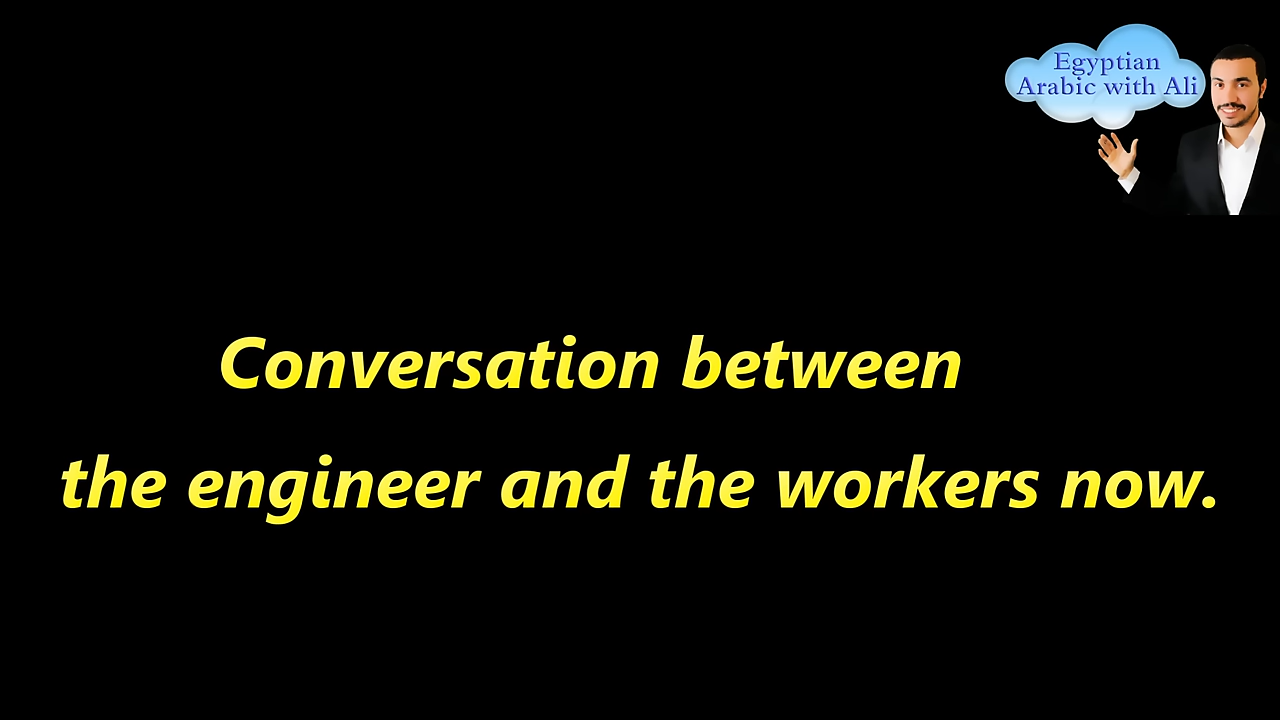 Egyptian
Arabic with Ali
Conversation between
the engineer and the workers now.